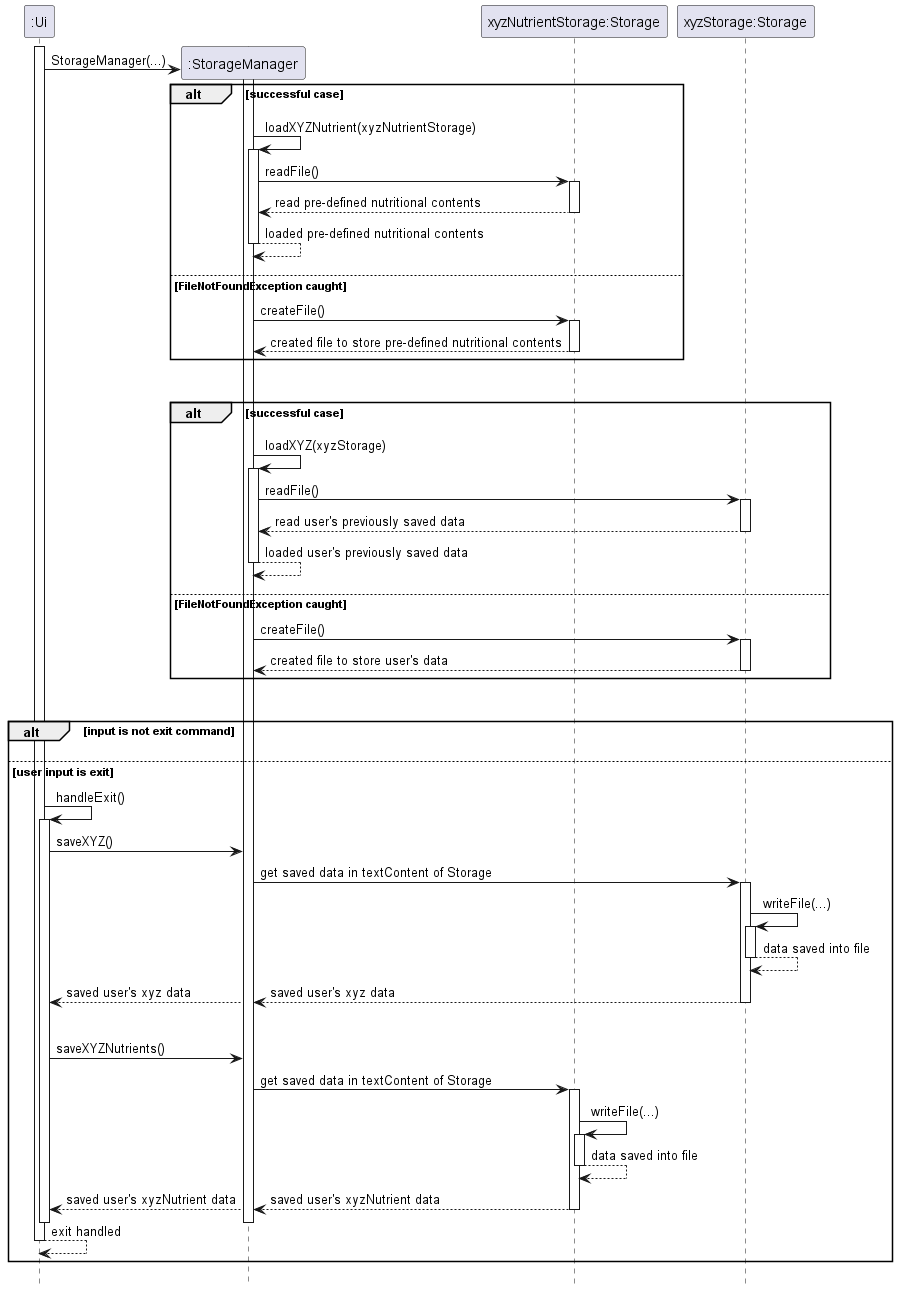 :Ui
xyzNutrientStorage:Storage
xyzStorage:Storage
StorageManager(...)
:StorageManager
alt
[successful case]
loadXYZNutrient(xyzNutrientStorage)
readFile()
read pre-defined nutritional contents
loaded pre-defined nutritional contents
[FileNotFoundException caught]
createFile()
created file to store pre-defined nutritional contents
alt
[successful case]
loadXYZ(xyzStorage)
readFile()
read user's previously saved data
loaded user's previously saved data
[FileNotFoundException caught]
createFile()
created file to store user's data
alt
[input is not exit command]
[user input is exit]
handleExit()
saveXYZ()
get saved data in textContent of Storage
writeFile(...)
data saved into file
saved user's xyz data
saved user's xyz data
saveXYZNutrients()
get saved data in textContent of Storage
writeFile(...)
data saved into file
saved user's xyzNutrient data
saved user's xyzNutrient data
exit handled